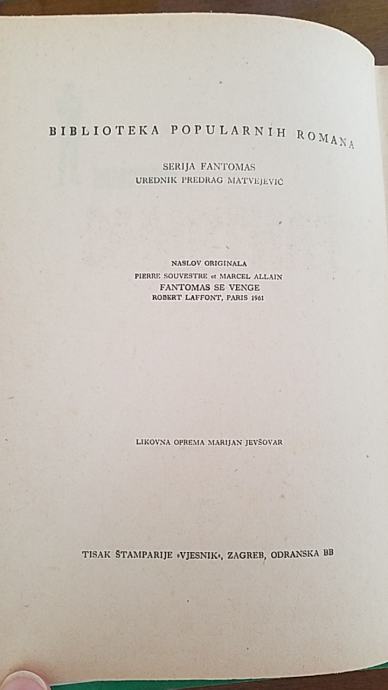 BIBLIOTEKA POPULARNIH ROMANA
SERIJA FANTOMAS
UREDNIK PREDRAG MATVEJEVIĆ
NASLOV ORIGINALA
PIERRE SOUVESTRE et MARCEL ALLAIN
FANTOMAS SE VENGE
ROBERT LAFFONT, PARIS 1961
LIKOVNA OPREMA MARIJAN JEVŠOVAR
TISAK ŠTAMPARIJE »VJESNIK«, ZAGREB, ODRANSKA BB